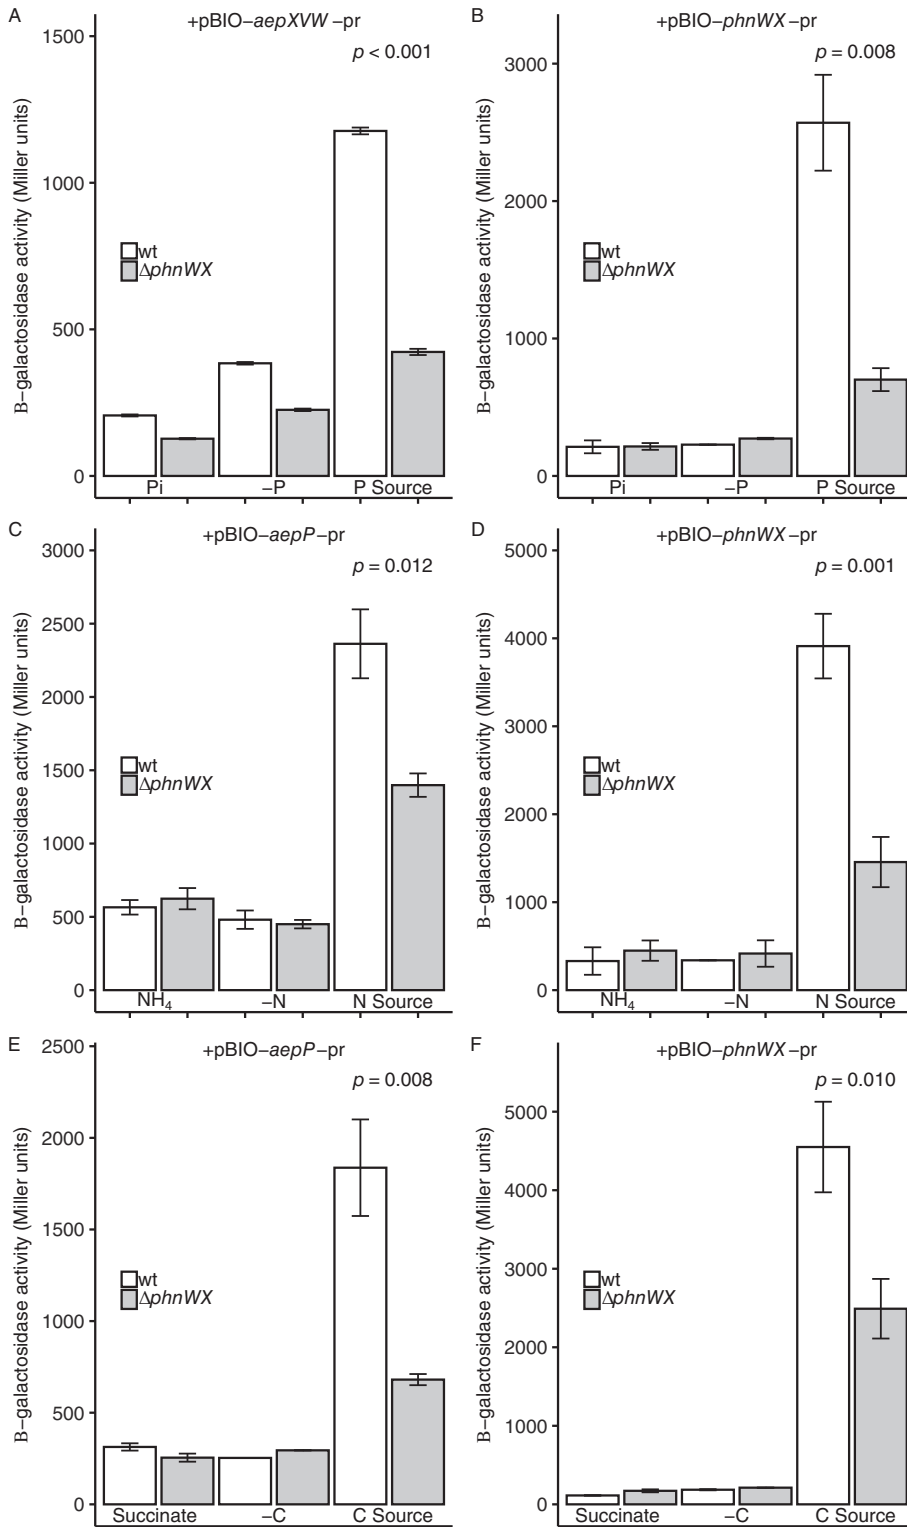 A
+pBIO–aepXVW –pr
p < 0.001
B–galactosidase activity (Miller units)
1500
1000
500
0
wt
ΔphnWX
Pi –P P Source
B
+pBIO–phnWX –pr
p = 0.008
B–galactosidase activity (Miller units)
3000
2000
1000
0
wt
ΔphnWX
Pi –P P Source
C
+pBIO–aepP–pr
p = 0.012
B–galactosidase activity (Miller units)
3000
2500
2000
1500
1000
500
0
wt
ΔphnWX
NH₄ –N N Source
D
+pBIO–phnWX –pr
p = 0.001
B–galactosidase activity (Miller units)
5000
4000
3000
2000
1000
0
wt
ΔphnWX
NH₄ –N N Source
E
+pBIO–aepP–pr
p = 0.008
B–galactosidase activity (Miller units)
2500
2000
1500
1000
500
0
wt
ΔphnWX
Succinate –C C Source
F
+pBIO–phnWX –pr
p = 0.010
B–galactosidase activity (Miller units)
5000
4000
3000
2000
1000
0
wt
ΔphnWX
Succinate –C C Source